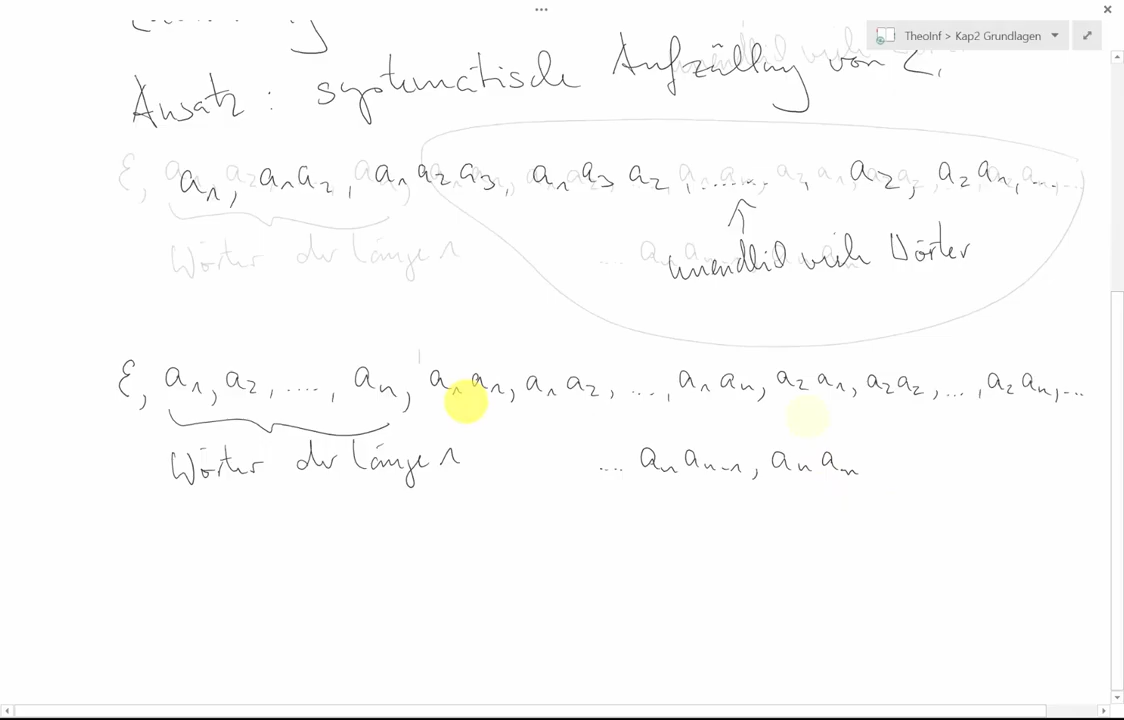 TheoInf > Kap2 Grundlagen
Ansatz: systematische Aufzählung von Σ*.
a₁, a₁a₂, a₁a₂a₃, a₁a₃a₂, ....... a₂, a₂a₁, ...
unendlich viele Wörter
ε, a₁, a₂, ...., aₙ, a₁a₁, a₁a₂, ..., a₁aₙ, a₂a₁, a₂a₂, ..., a₂aₙ, ...
Wörter der Länge 1 ... aₙaₙ₋₁, aₙaₙ